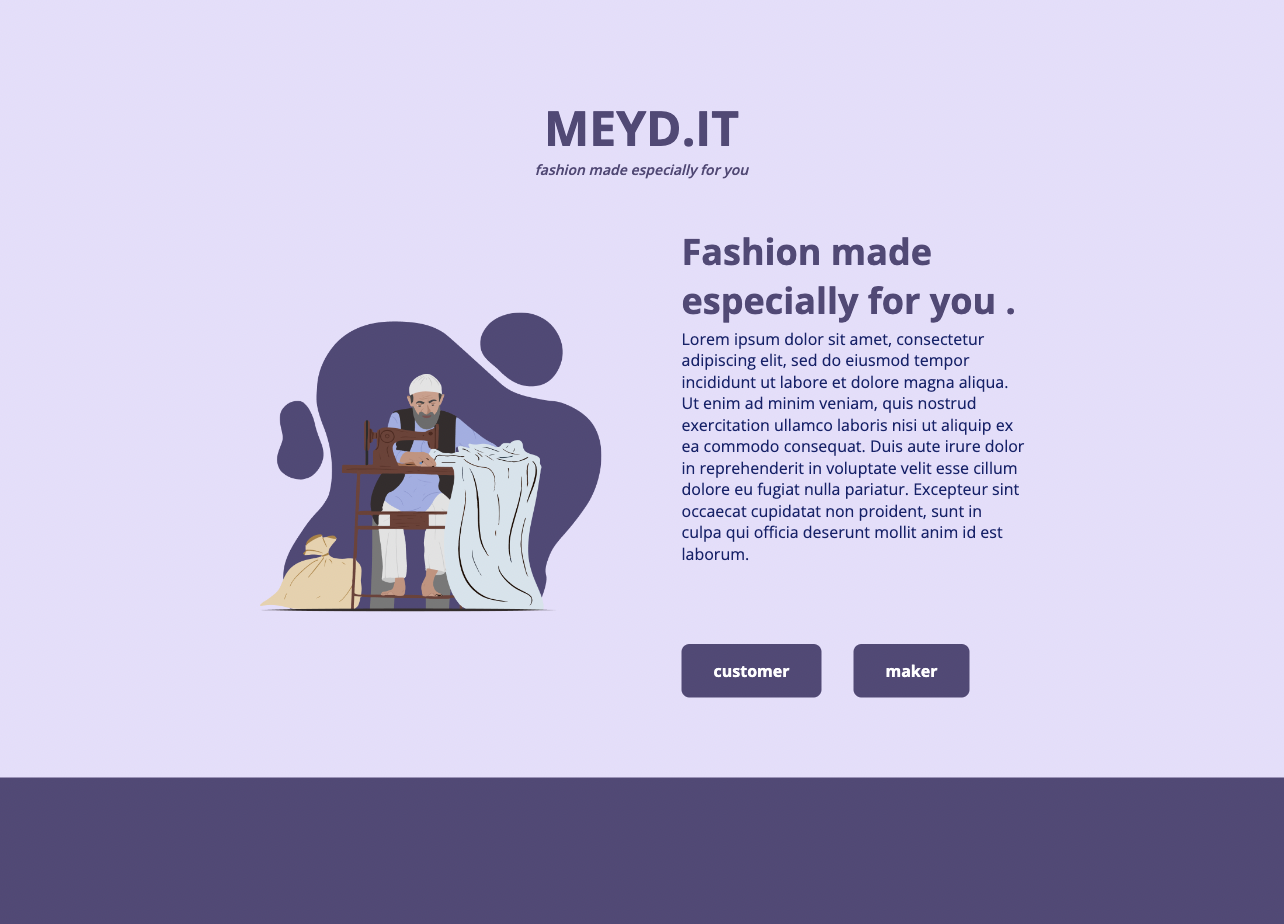 MEYD.IT
fashion made especially for you
Fashion made
especially for you .
Lorem ipsum dolor sit amet, consectetur
adipiscing elit, sed do eiusmod tempor
incididunt ut labore et dolore magna aliqua.
Ut enim ad minim veniam, quis nostrud
exercitation ullamco laboris nisi ut aliquip ex
ea commodo consequat. Duis aute irure dolor
in reprehenderit in voluptate velit esse cillum
dolore eu fugiat nulla pariatur. Excepteur sint
occaecat cupidatat non proident, sunt in
culpa qui officia deserunt mollit anim id est
laborum.
customer
maker